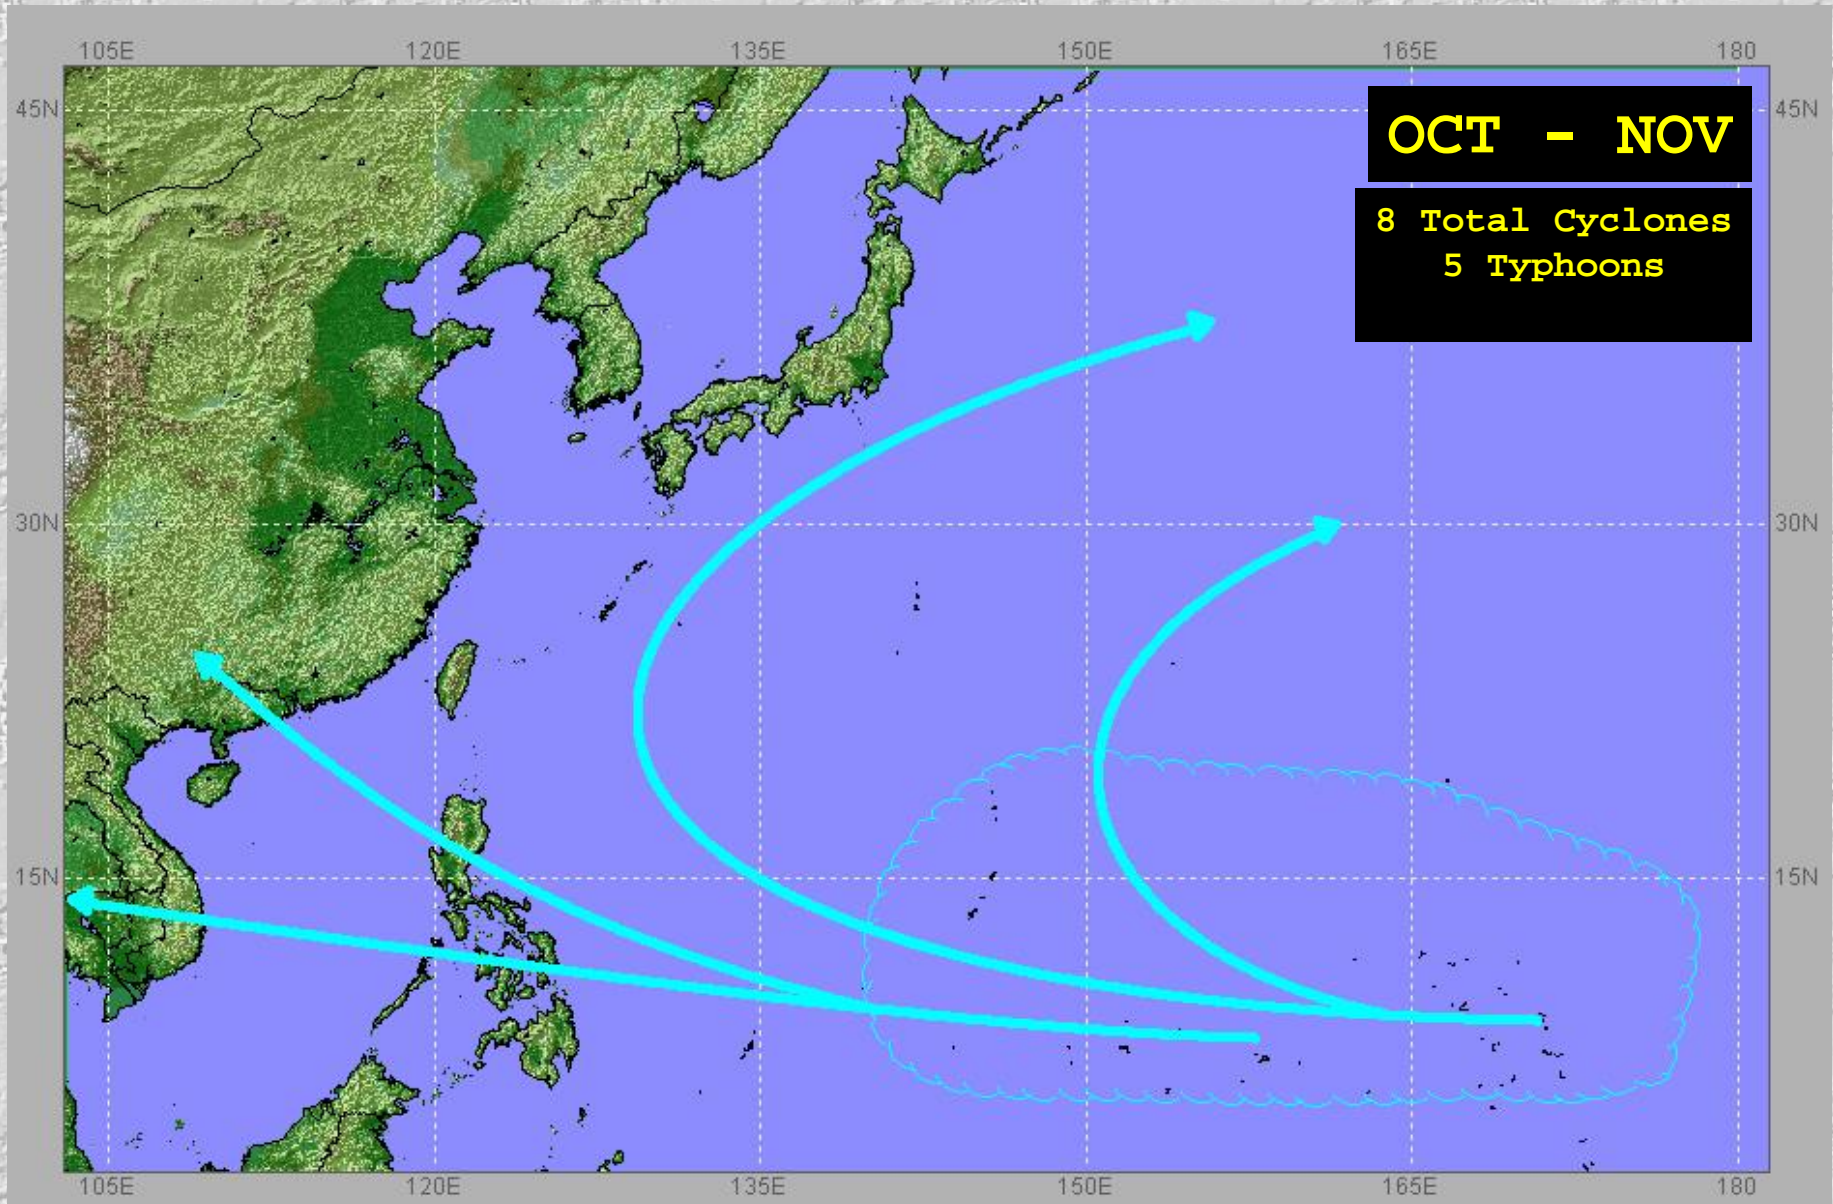 105E 120E 135E 150E 165E 180
45N 45N
OCT - NOV
8 Total Cyclones
5 Typhoons
30N 30N
15N 15N
105E 120E 135E 150E 165E 180